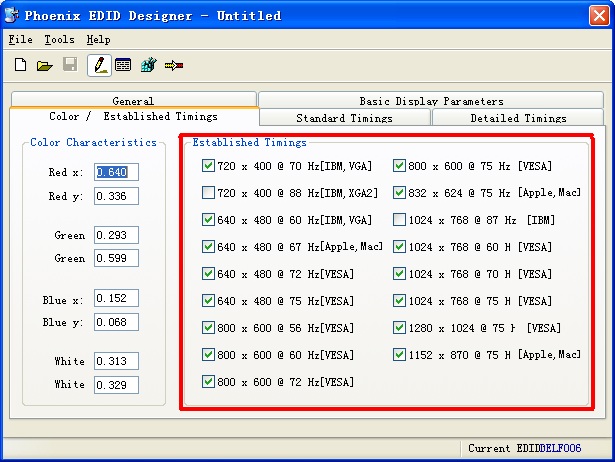 Phoenix EDID Designer - Untitled
File Tools Help
General
Basic Display Parameters
Color / Established Timings
Standard Timings
Detailed Timings
Color Characteristics
Red x: 0.640
Red y: 0.336
Green 0.293
Green 0.599
Blue x: 0.152
Blue y: 0.068
White 0.313
White 0.329
Established Timings
720 x 400 @ 70 Hz[IBM,VGA]
720 x 400 @ 88 Hz[IBM,XGA2]
640 x 480 @ 60 Hz[IBM,VGA]
640 x 480 @ 67 Hz[Apple,Mac]
640 x 480 @ 72 Hz[VESA]
640 x 480 @ 75 Hz[VESA]
800 x 600 @ 56 Hz[VESA]
800 x 600 @ 60 Hz[VESA]
800 x 600 @ 72 Hz[VESA]
800 x 600 @ 75 Hz [VESA]
832 x 624 @ 75 Hz [Apple,Mac]
1024 x 768 @ 87 Hz [IBM]
1024 x 768 @ 60 H [VESA]
1024 x 768 @ 70 H [VESA]
1024 x 768 @ 75 H [VESA]
1280 x 1024 @ 75 H [VESA]
1152 x 870 @ 75 H [Apple,Mac]
Current EDID DELF006